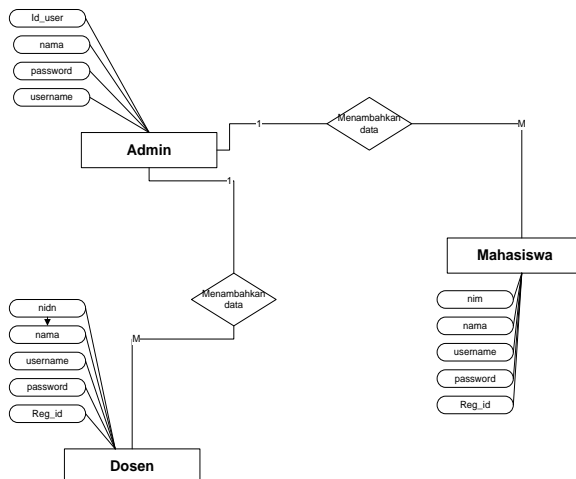 Id_user
nama
password
username
Admin
1
Menambahkan
data
M
1
Mahasiswa
Menambahkan
data
M
nidn
nama
username
password
Reg_id
nim
nama
username
password
Reg_id
Dosen